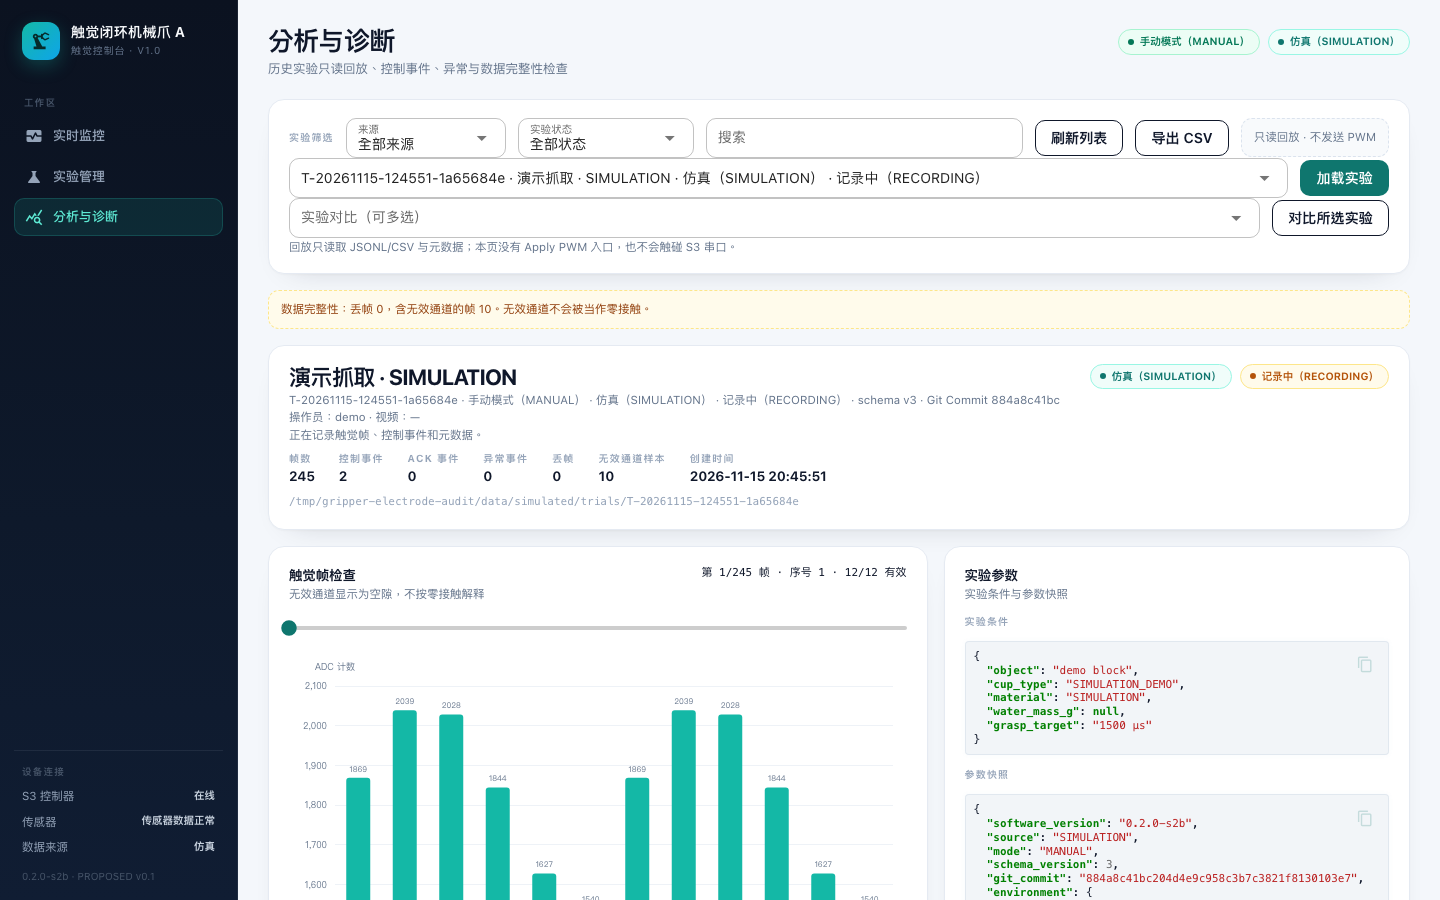 触觉闭环机械爪 A
触觉控制台 · V1.0
工作区
实时监控
实验管理
分析与诊断
设备连接
S3 控制器 在线
传感器 传感器数据正常
数据来源 仿真
0.2.0-s2b · PROPOSED v0.1
分析与诊断
历史实验只读回放、控制事件、异常与数据完整性检查
手动模式（MANUAL）
仿真（SIMULATION）
实验筛选
来源
全部来源
实验状态
全部状态
搜索
刷新列表
导出 CSV
只读回放 · 不发送 PWM
T-20261115-124551-1a65684e · 演示抓取 · SIMULATION · 仿真（SIMULATION） · 记录中（RECORDING）
加载实验
实验对比（可多选）
对比所选实验
回放只读取 JSONL/CSV 与元数据；本页没有 Apply PWM 入口，也不会触碰 S3 串口。
数据完整性：丢帧 0，含无效通道的帧 10。无效通道不会被当作零接触。
演示抓取 · SIMULATION
仿真（SIMULATION）
记录中（RECORDING）
T-20261115-124551-1a65684e · 手动模式（MANUAL） · 仿真（SIMULATION） · 记录中（RECORDING） · schema v3 · Git Commit 884a8c41bc
操作员：demo · 视频：—
正在记录触觉帧、控制事件和元数据。
帧数 控制事件 ACK 事件 异常事件 丢帧 无效通道样本 创建时间
245 2 0 0 0 10 2026-11-15 20:45:51
/tmp/gripper-electrode-audit/data/simulated/trials/T-20261115-124551-1a65684e
触觉帧检查
无效通道显示为空隙，不按零接触解释
第 1/245 帧 · 序号 1 · 12/12 有效
ADC 计数
2,100
2,000
1,900
1,800
1,700
1,600
1869
2039
2028
1844
1627
1540
1869
2039
2028
1844
1627
1540
实验参数
实验条件与参数快照
实验条件
{
"object": "demo block",
"cup_type": "SIMULATION_DEMO",
"material": "SIMULATION",
"water_mass_g": null,
"grasp_target": "1500 µs"
}
参数快照
{
"software_version": "0.2.0-s2b",
"source": "SIMULATION",
"mode": "MANUAL",
"schema_version": 3,
"git_commit": "884a8c41bc204d4e9c958c3b7c3821f8130103e7",
"environment": {